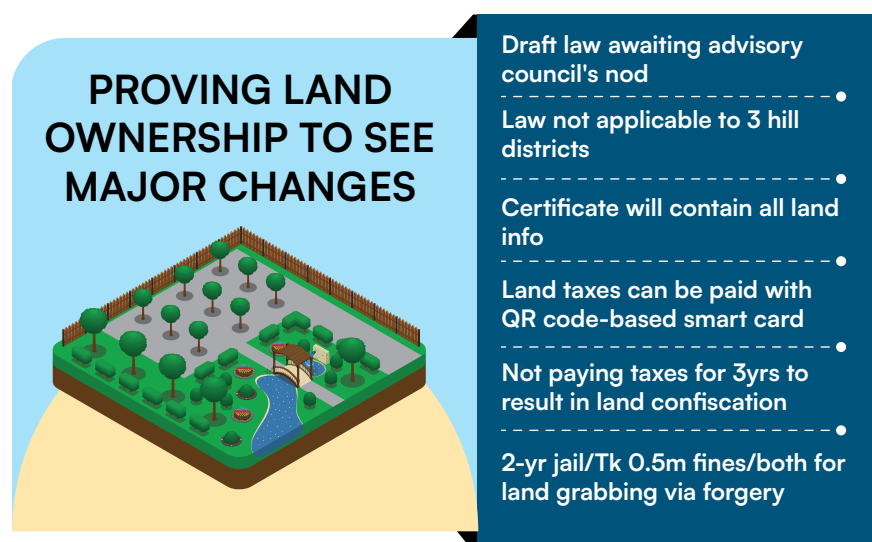 PROVING LAND
OWNERSHIP TO SEE
MAJOR CHANGES
Draft law awaiting advisory
council's nod
Law not applicable to 3 hill
districts
Certificate will contain all land
info
Land taxes can be paid with
QR code-based smart card
Not paying taxes for 3yrs to
result in land confiscation
2-yr jail/Tk 0.5m fines/both for
land grabbing via forgery